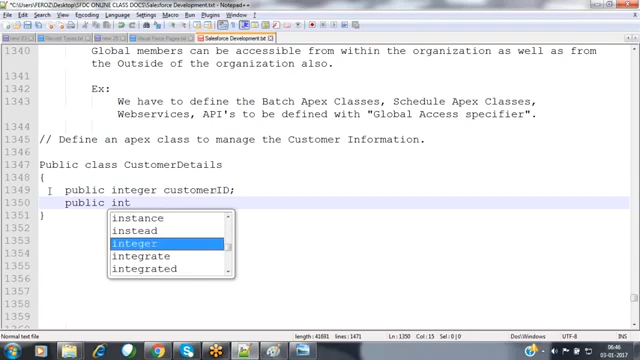 *C:\Users\FEROZ\Desktop\SFDC ONLINE CLASS DOCS\Salesforce Development.txt - Notepad++
File Edit Search View Encoding Language Settings Macro Run Plugins Window ?
Salesforce Development.txt
1340 Global members can be accessible from within the organization as well as from
the Outside of the organization also.
1341
1342 Ex:
1343 We have to define the Batch Apex Classes, Schedule Apex Classes,
Webservices, API's to be defined with "Global Access specifier".
1344
1345 // Define an apex class to manage the Customer Information.
1346
1347 Public class CustomerDetails
1348 {
1349 public integer customerID;
1350 public int
1351 }
instance
1352
instead
1353
integer
1354
integrate
1355
integrated
1356
1357
1358
1359
Normal text file length : 41691 lines : 1471 Ln : 1350 Col : 15 Sel : 0 | 0 Dos\Windows UTF-8 INS
06:46
03-01-2017